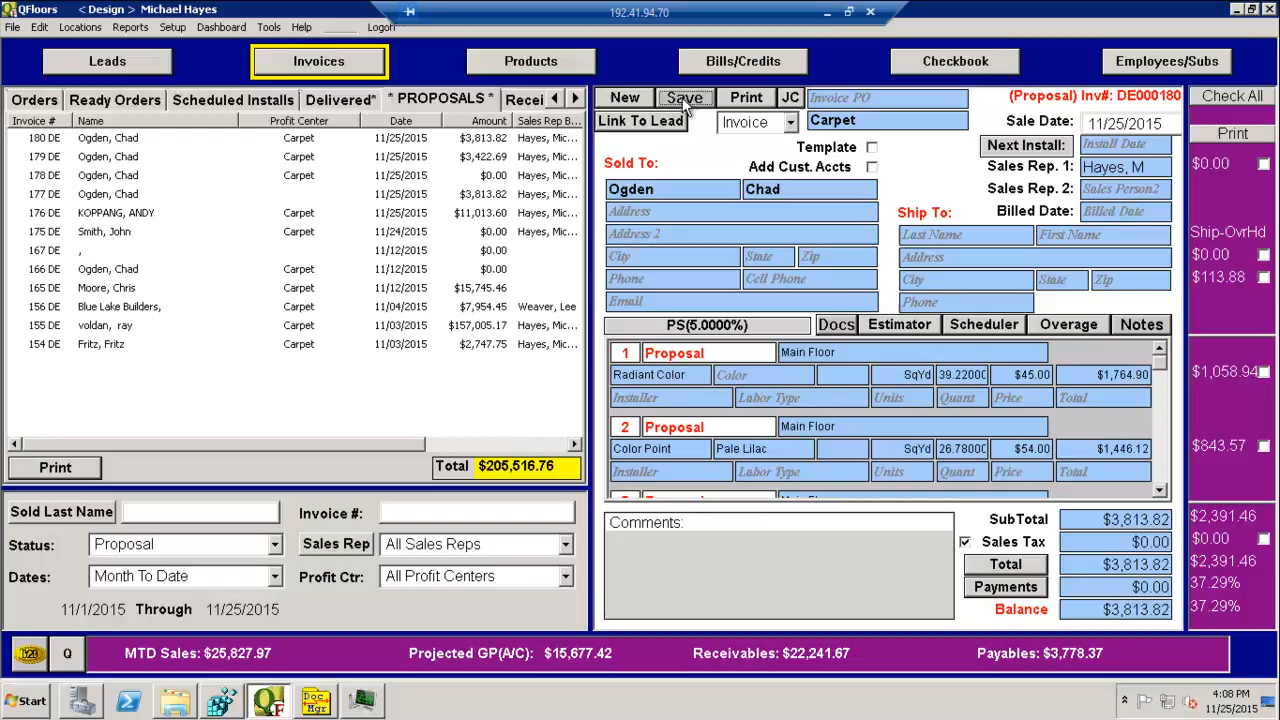 QFloors < Design > Michael Hayes
192.41.94.70
File Edit Locations Reports Setup Dashboard Tools Print Logon
Leads Invoices Products Bills/Credits Checkbook Employees/Subs
Orders Ready Orders Scheduled Installs Delivered* * PROPOSALS * Recei
Invoice # Name Profit Center Date Amount Sales Rep B...
180 DE Ogden, Chad Carpet 11/25/2015 $3,813.82 Hayes, Mic...
179 DE Ogden, Chad Carpet 11/25/2015 $3,422.69 Hayes, Mic...
178 DE Ogden, Chad Carpet 11/25/2015 $0.00 Hayes, Mic...
177 DE Ogden, Chad 11/25/2015 $3,813.82 Hayes, Mic...
176 DE KOPPANG, ANDY Carpet 11/25/2015 $11,013.60 Hayes, Mic...
175 DE Smith, John Carpet 11/24/2015 $0.00 Hayes, Mic...
167 DE , 11/12/2015 $0.00
166 DE Ogden, Chad Carpet 11/12/2015 $0.00
165 DE Moore, Chris Carpet 11/12/2015 $15,745.46
156 DE Blue Lake Builders, Carpet 11/04/2015 $7,954.45 Weaver, Lee
155 DE voldan, ray Carpet 11/03/2015 $157,005.17 Hayes, Mic...
154 DE Fritz, Fritz Carpet 11/03/2015 $2,747.75 Hayes, Mic...
Print Total $205,516.76
Sold Last Name Invoice #:
Status: Proposal Sales Rep All Sales Reps
Dates: Month To Date Profit Ctr: All Profit Centers
11/1/2015 Through 11/25/2015
New Save Print JC Invoice PO (Proposal) Inv#: DE000180
Link To Lead Invoice Carpet Sale Date: 11/25/2015
Template Next Install: Install Date
Sold To: Add Cust. Accts Sales Rep. 1: Hayes, M
Ogden Chad Sales Rep. 2: Sales Person2
Address Ship To: Billed Date: Billed Date
Address 2 Last Name First Name
City State Zip Address
Phone Cell Phone City State Zip
Email Phone
PS(5.0000%) Docs Estimator Scheduler Overage Notes
1 Proposal Main Floor
Radiant Color Color SqYd 39.2200 $45.00 $1,764.90
Installer Labor Type Units Quant Price Total
2 Proposal Main Floor
Color Point Pale Lilac SqYd 26.7800 $54.00 $1,446.12
Installer Labor Type Units Quant Price Total
Comments: SubTotal $3,813.82
Sales Tax $0.00
Total $3,813.82
Payments $0.00
Balance $3,813.82
Check All
Print
$0.00
Ship-OvrHd
$0.00
$113.88
$1,058.94
$843.57
$2,391.46
$0.00
$2,391.46
37.29%
37.29%
Q MTD Sales: $25,827.97 Projected GP(A/C): $15,677.42 Receivables: $22,241.67 Payables: $3,778.37
Start Doc Mgr 4:08 PM
11/25/2015